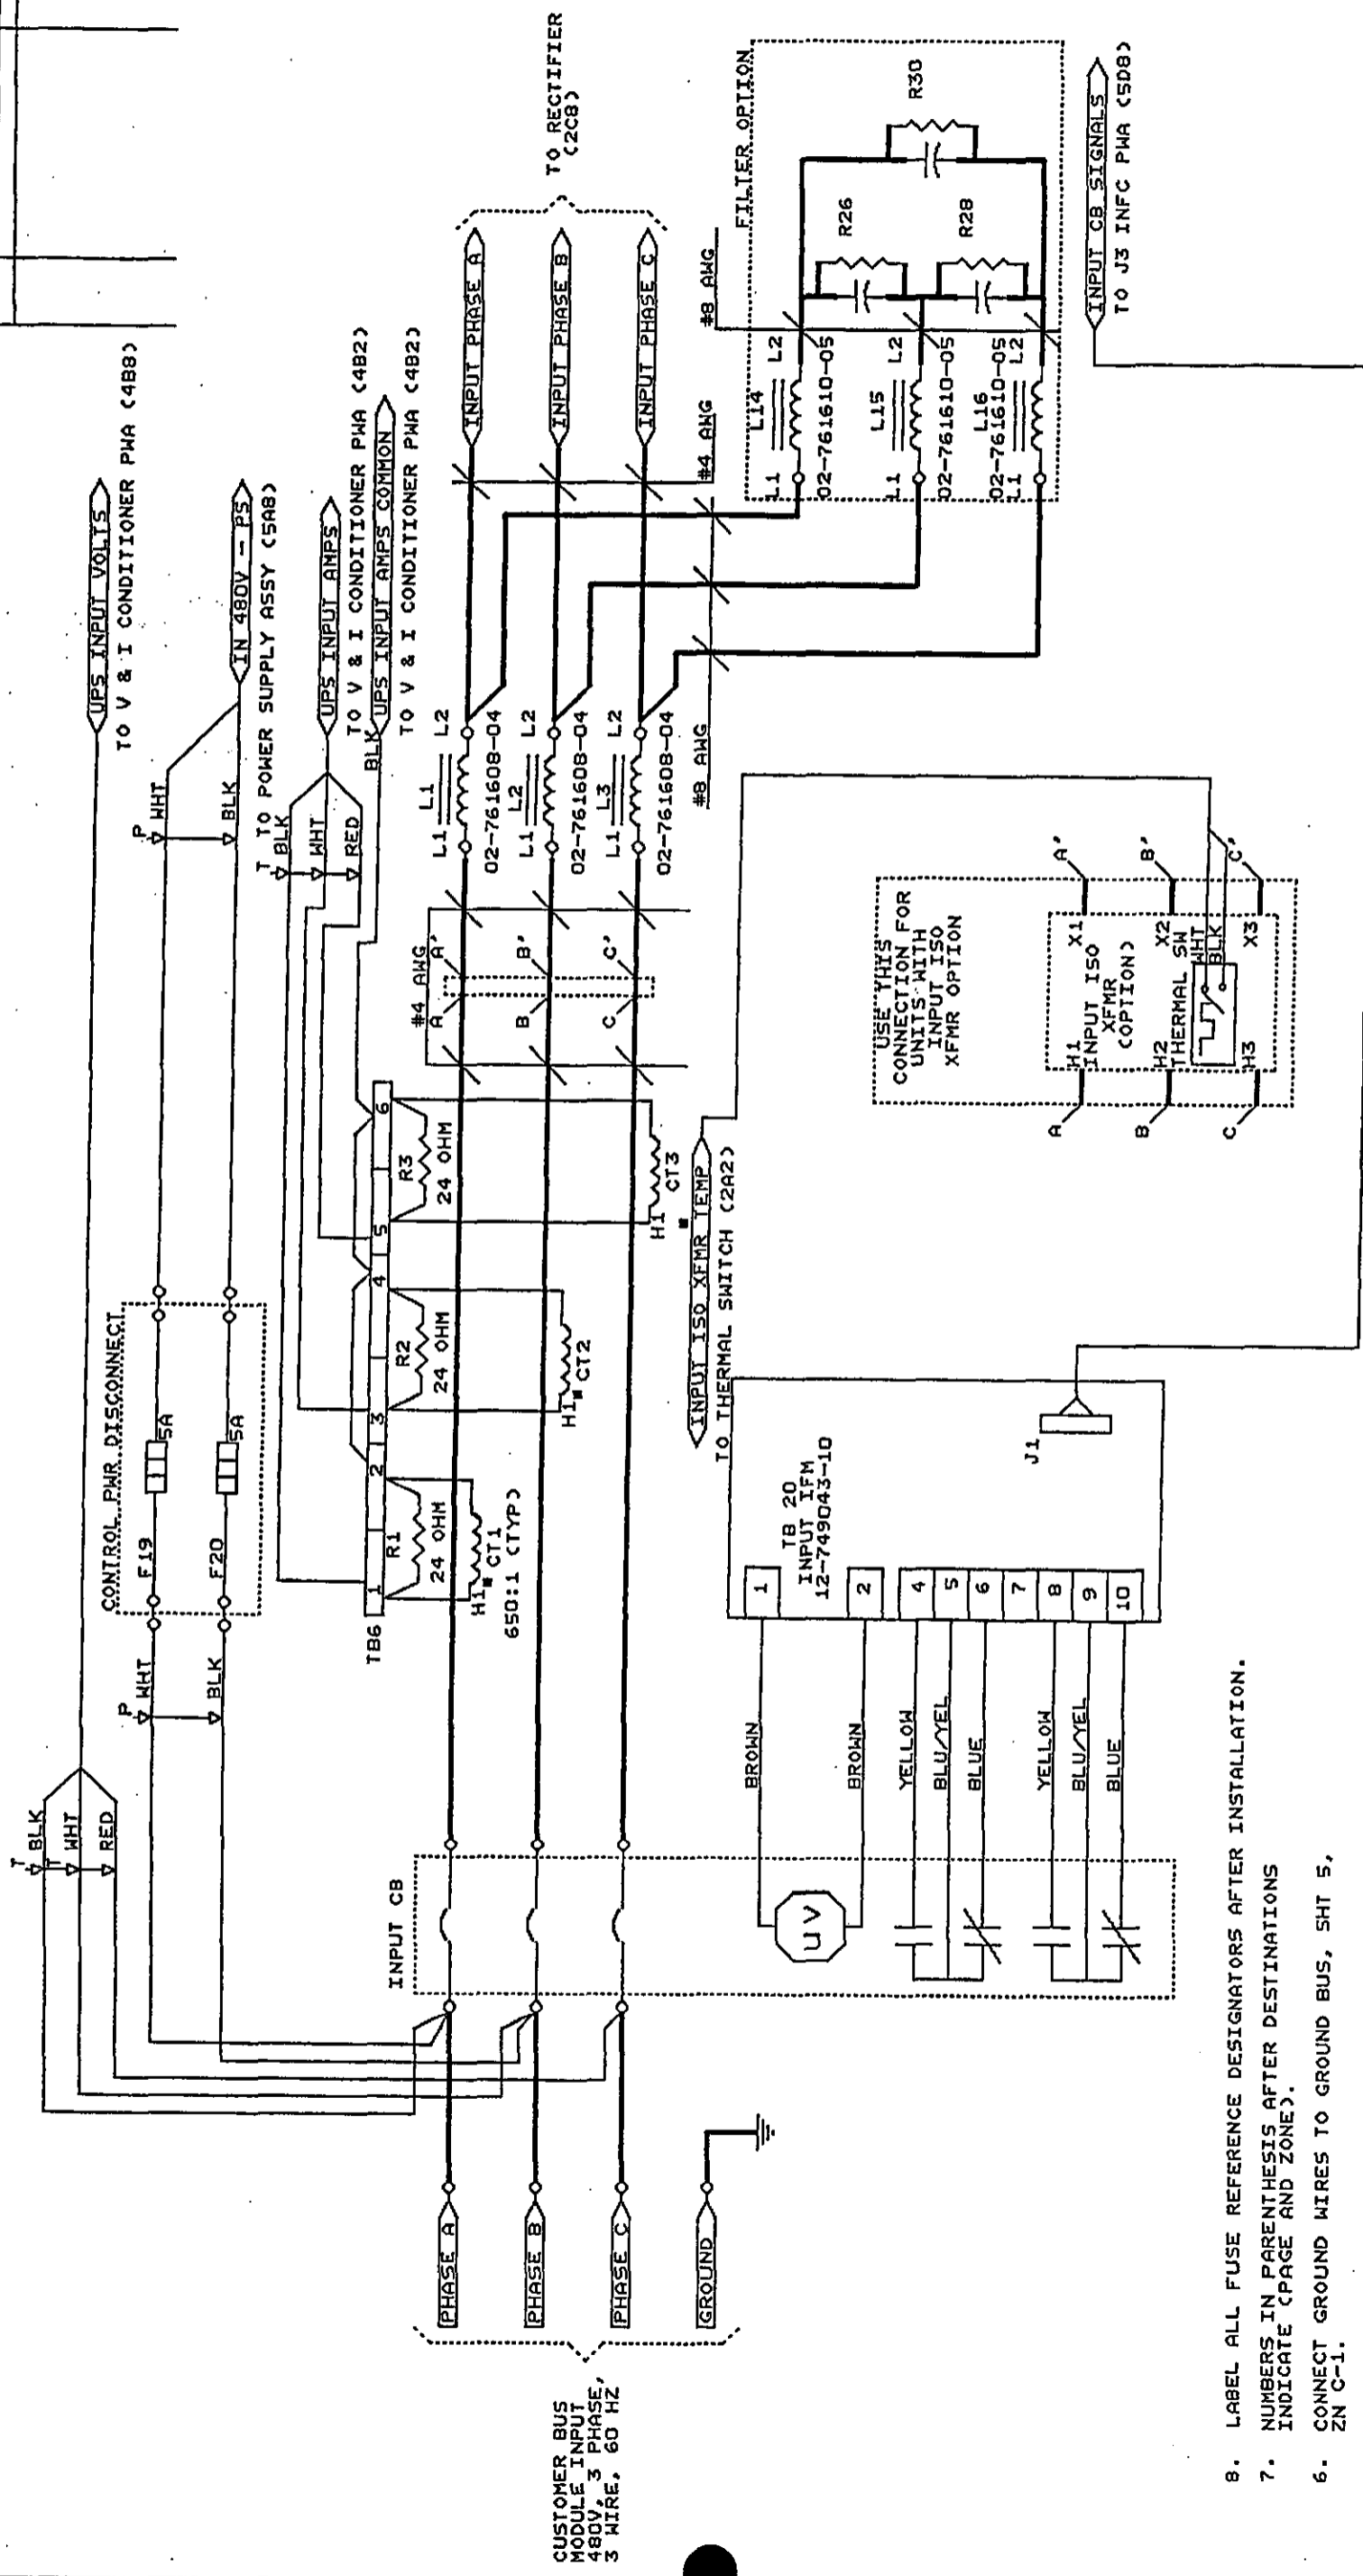 UPS INPUT VOLTS
TO V & I CONDITIONER PWA (4B8)
IN 480V - PS
TO POWER SUPPLY ASSY (5A8)
UPS INPUT AMPS
TO V & I CONDITIONER PWA (4B2)
UPS INPUT AMPS COMMON
TO V & I CONDITIONER PWA (4B2)
T
BLK
T
WHT
RED
P
WHT
BLK
CONTROL PWR DISCONNECT
F19
5A
F20
5A
P
WHT
BLK
T
BLK
WHT
RED
BLK
TB6
1
2
3
4
5
6
R1
24 OHM
R2
24 OHM
R3
24 OHM
H1
CT1
650:1 (TYP)
H1
CT2
H1
CT3
CUSTOMER BUS
MODULE INPUT
480V, 3 PHASE,
3 WIRE, 60 HZ
PHASE A
PHASE B
PHASE C
GROUND
INPUT CB
#4 AWG
A
A'
B
B'
C
C'
L1
L1
L2
02-761608-04
L1
L2
L2
02-761608-04
L1
L3
L2
02-761608-04
#8 AWG
#4 AWG
INPUT PHASE A
INPUT PHASE B
INPUT PHASE C
TO RECTIFIER
(2C8)
#8 AWG
FILTER OPTION
L1
L14
L2
02-761610-05
L1
L15
L2
02-761610-05
L1
L16
L2
02-761610-05
R26
R28
R30
INPUT CB SIGNALS
TO J3 INFC PWA (5D8)
INPUT ISO XFMR TEMP
TO THERMAL SWITCH (2A2)
UV
BROWN
BROWN
YELLOW
BLU/YEL
BLUE
YELLOW
BLU/YEL
BLUE
1
2
4
5
6
7
8
9
10
TB 20
INPUT IFM
12-749043-10
J1
USE THIS
CONNECTION FOR
UNITS WITH
INPUT ISO
XFMR OPTION
A
H1
X1
A'
INPUT ISO
XFMR
(OPTION)
B
H2
X2
B'
THERMAL SW
WHT
BLK
C
H3
X3
C'
8. LABEL ALL FUSE REFERENCE DESIGNATORS AFTER INSTALLATION.
7. NUMBERS IN PARENTHESIS AFTER DESTINATIONS
INDICATE (PAGE AND ZONE).
6. CONNECT GROUND WIRES TO GROUND BUS, SHT 5,
ZN C-1.